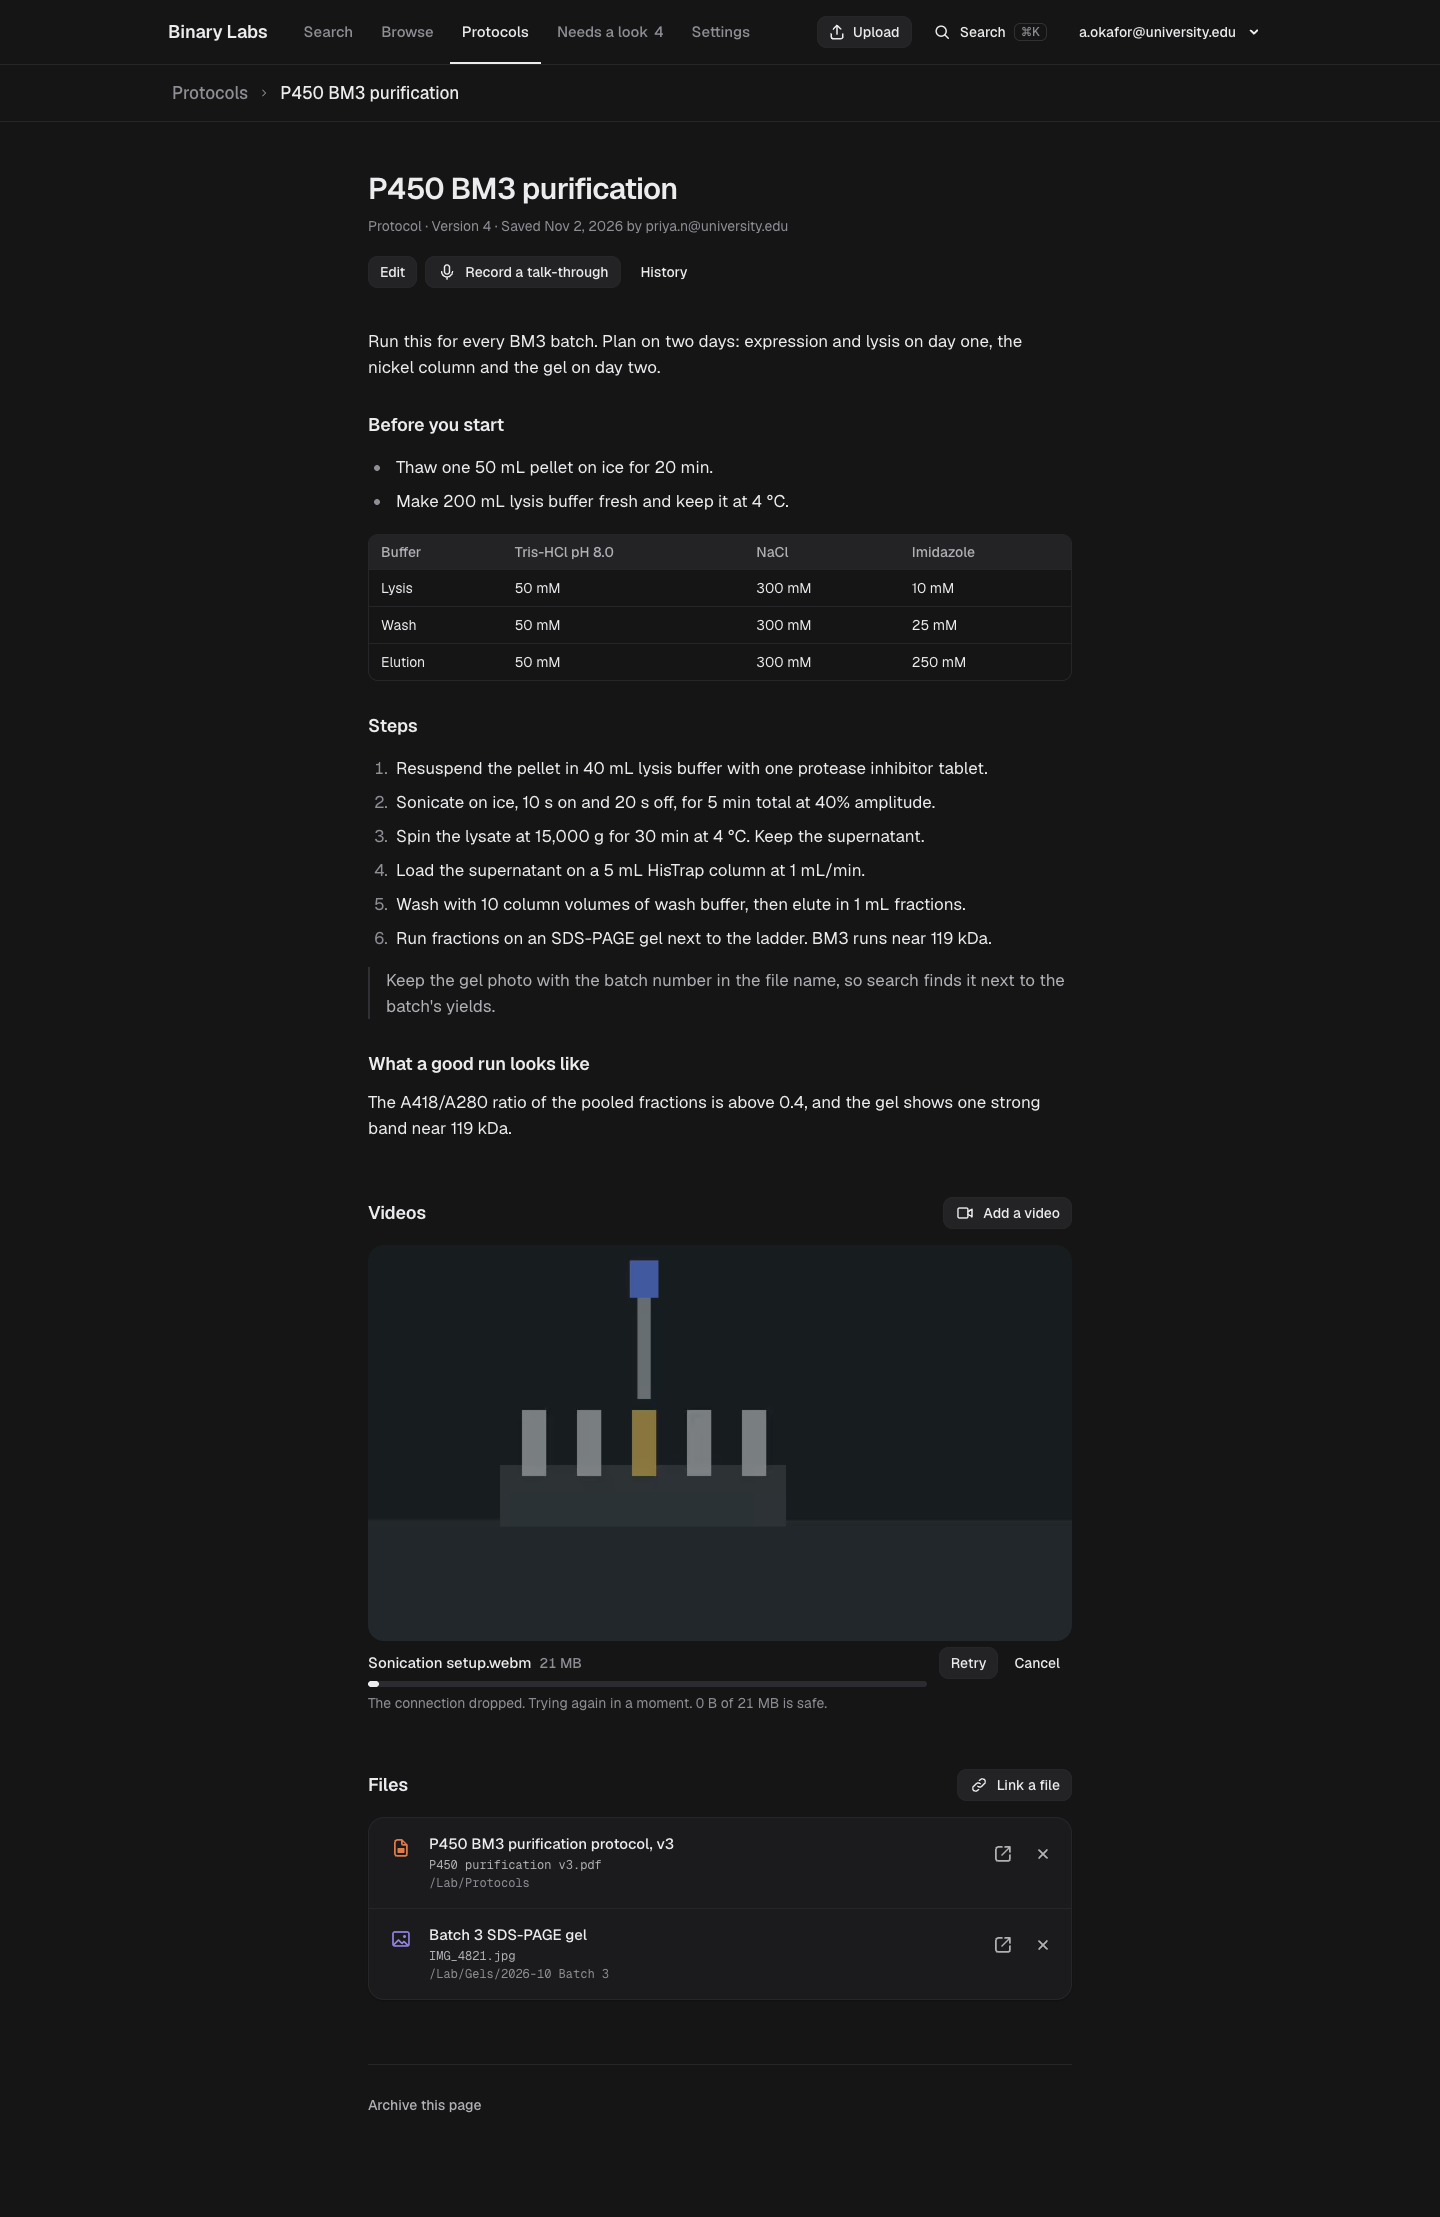 Binary Labs
Search
Browse
Protocols
Needs a look 4
Settings
Upload
Search ⌘K
a.okafor@university.edu
Protocols › P450 BM3 purification
P450 BM3 purification
Protocol · Version 4 · Saved Nov 2, 2026 by priya.n@university.edu
Edit
Record a talk-through
History
Run this for every BM3 batch. Plan on two days: expression and lysis on day one, the
nickel column and the gel on day two.
Before you start
• Thaw one 50 mL pellet on ice for 20 min.
• Make 200 mL lysis buffer fresh and keep it at 4 °C.
Buffer Tris-HCl pH 8.0 NaCl Imidazole
Lysis 50 mM 300 mM 10 mM
Wash 50 mM 300 mM 25 mM
Elution 50 mM 300 mM 250 mM
Steps
1. Resuspend the pellet in 40 mL lysis buffer with one protease inhibitor tablet.
2. Sonicate on ice, 10 s on and 20 s off, for 5 min total at 40% amplitude.
3. Spin the lysate at 15,000 g for 30 min at 4 °C. Keep the supernatant.
4. Load the supernatant on a 5 mL HisTrap column at 1 mL/min.
5. Wash with 10 column volumes of wash buffer, then elute in 1 mL fractions.
6. Run fractions on an SDS-PAGE gel next to the ladder. BM3 runs near 119 kDa.
Keep the gel photo with the batch number in the file name, so search finds it next to the
batch's yields.
What a good run looks like
The A418/A280 ratio of the pooled fractions is above 0.4, and the gel shows one strong
band near 119 kDa.
Videos
Add a video
Sonication setup.webm 21 MB
Retry
Cancel
The connection dropped. Trying again in a moment. 0 B of 21 MB is safe.
Files
Link a file
P450 BM3 purification protocol, v3
P450 purification v3.pdf
/Lab/Protocols
Batch 3 SDS-PAGE gel
IMG_4821.jpg
/Lab/Gels/2026-10 Batch 3
Archive this page